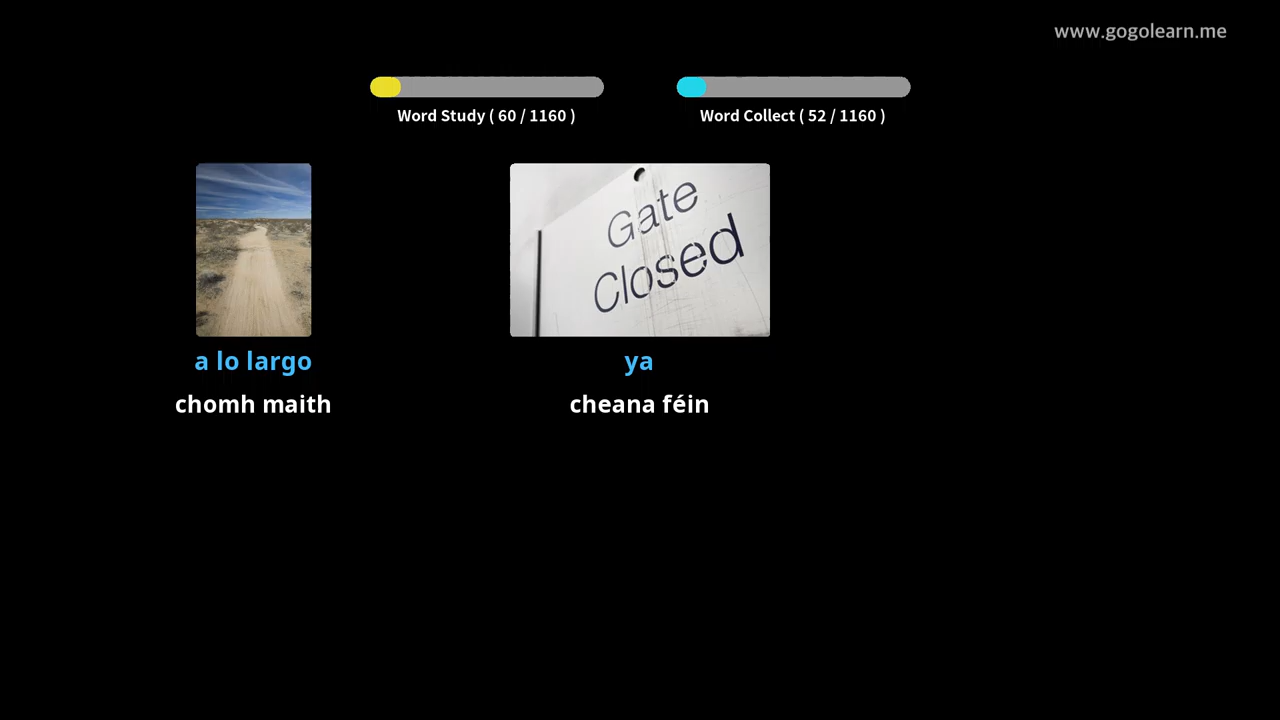 www.gogolearn.me
Word Study ( 60 / 1160 )
Word Collect ( 52 / 1160 )
Gate
Closed
a lo largo
ya
chomh maith
cheana féin